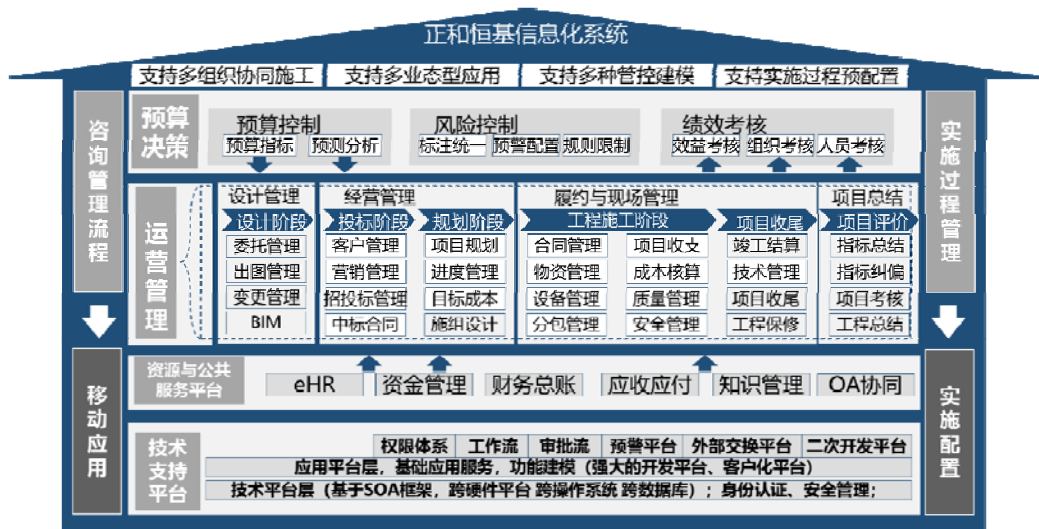 正和恒基信息化系统
支持多组织协同施工 支持多业态型应用 支持多种管控建模 支持实施过程预配置
咨询管理流程
移动应用
预算决策
预算控制 风险控制 绩效考核
预算指标 预测分析 标注统一 预警配置 规则限制 效益考核 组织考核 人员考核
运营管理
设计管理 经营管理 履约与现场管理 项目总结
设计阶段 投标阶段 规划阶段 工程施工阶段 项目收尾 项目评价
委托管理 客户管理 项目规划 合同管理 项目收支 竣工结算 指标总结
出图管理 营销管理 进度管理 物资管理 成本核算 技术管理 指标纠偏
变更管理 招投标管理 目标成本 设备管理 质量管理 项目收尾 项目考核
BIM 中标合同 施组设计 分包管理 安全管理 工程保修 工程总结
资源与公共
服务平台
eHR 资金管理 财务总账 应收应付 知识管理 OA协同
技术
支持
平台
权限体系 工作流 审批流 预警平台 外部交换平台 二次开发平台
应用平台层，基础应用服务，功能建模（强大的开发平台、客户化平台）
技术平台层（基于SOA框架，跨硬件平台 跨操作系统 跨数据库）；身份认证、安全管理；
实施过程管理
实施配置